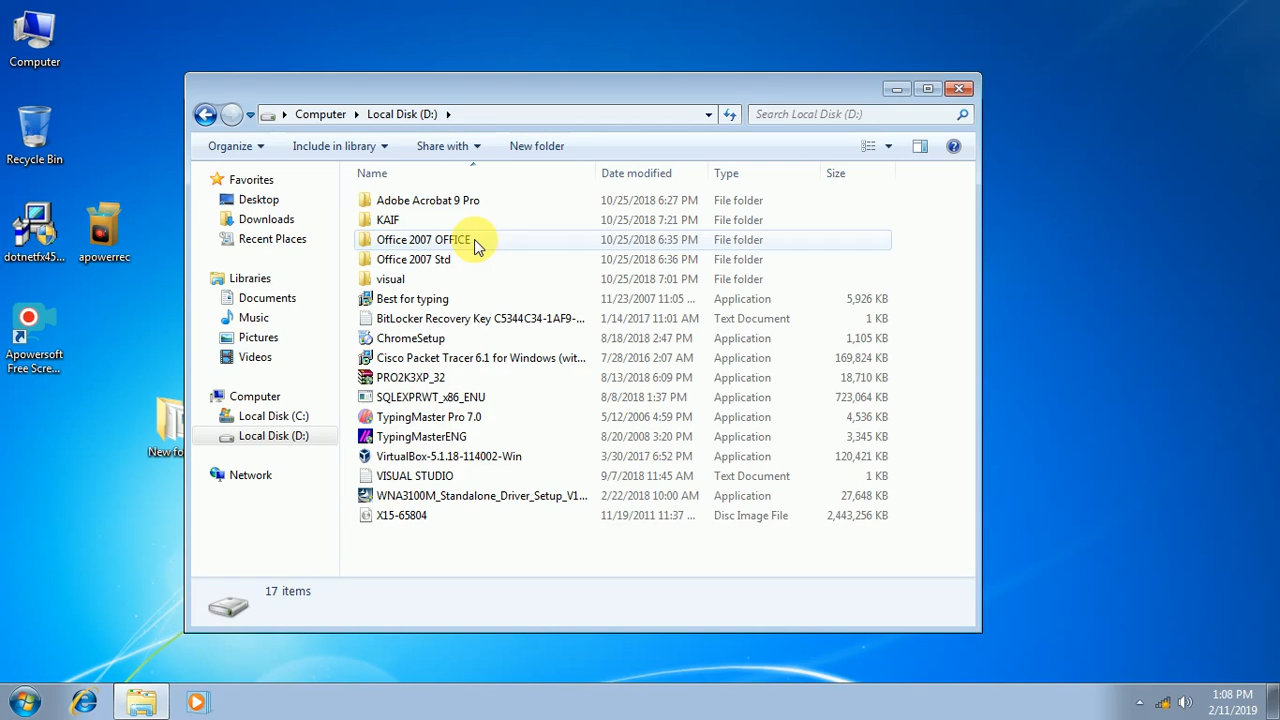 Computer
Recycle Bin
dotnetfx45...
apowerrec
Apowersoft
Free Scre...
New fo
Computer
Local Disk (D:)
Search Local Disk (D:)
Organize
Include in library
Share with
New folder
Favorites
Desktop
Downloads
Recent Places
Libraries
Documents
Music
Pictures
Videos
Computer
Local Disk (C:)
Local Disk (D:)
Network
Name Date modified Type Size
Adobe Acrobat 9 Pro 10/25/2018 6:27 PM File folder
KAIF 10/25/2018 7:21 PM File folder
Office 2007 OFFICE 10/25/2018 6:35 PM File folder
Office 2007 Std 10/25/2018 6:36 PM File folder
visual 10/25/2018 7:01 PM File folder
Best for typing 11/23/2007 11:05 ... Application 5,926 KB
BitLocker Recovery Key C5344C34-1AF9-... 1/14/2017 11:01 AM Text Document 1 KB
ChromeSetup 8/18/2018 2:47 PM Application 1,105 KB
Cisco Packet Tracer 6.1 for Windows (wit... 7/28/2016 2:07 AM Application 169,824 KB
PRO2K3XP_32 8/13/2018 6:09 PM Application 18,710 KB
SQLEXPRWT_x86_ENU 8/8/2018 1:37 PM Application 723,064 KB
TypingMaster Pro 7.0 5/12/2006 4:59 PM Application 4,536 KB
TypingMasterENG 8/20/2008 3:20 PM Application 3,345 KB
VirtualBox-5.1.18-114002-Win 3/30/2017 6:52 PM Application 120,421 KB
VISUAL STUDIO 9/7/2018 11:45 AM Text Document 1 KB
WNA3100M_Standalone_Driver_Setup_V1... 2/22/2018 10:00 AM Application 27,648 KB
X15-65804 11/19/2011 11:37 ... Disc Image File 2,443,256 KB
17 items
1:08 PM
2/11/2019